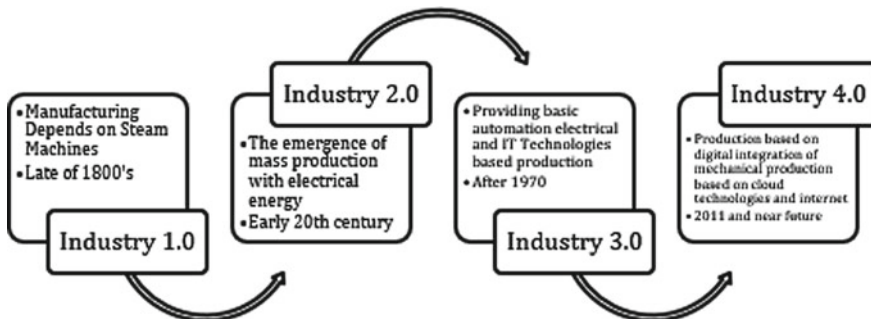 •Manufacturing
Depends on Steam
Machines
•Late of 1800's
Industry 1.0
Industry 2.0
•The emergence of
mass production
with electrical
energy
•Early 20th century
•Providing basic
automation electrical
and IT Technologies
based production
•After 1970
Industry 3.0
Industry 4.0
•Production based on
digital integration of
mechanical production
based on cloud
technologies and internet
•2011 and near future